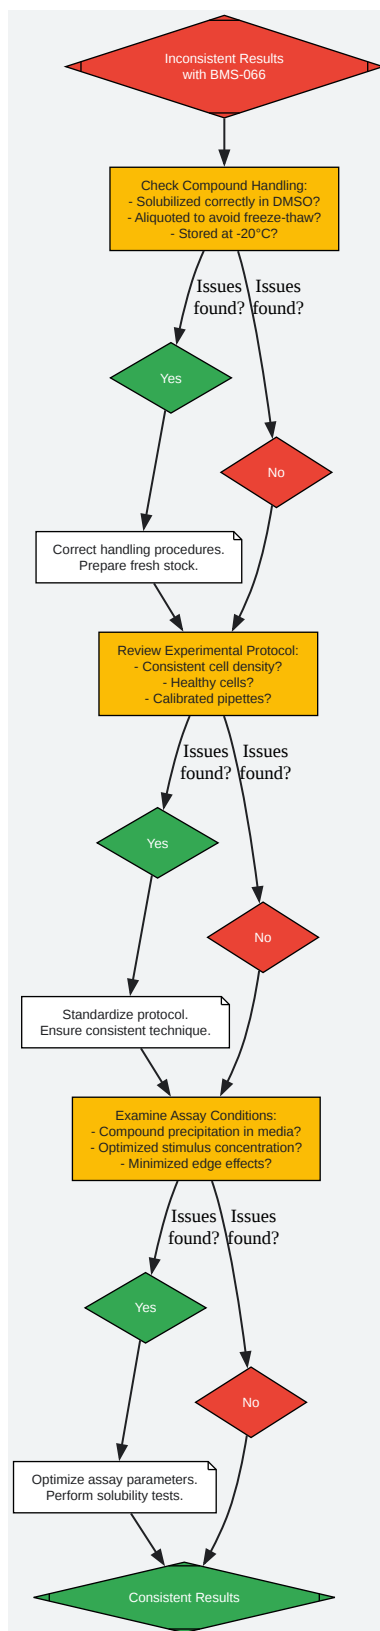 Inconsistent Results
with BMS-066
Check Compound Handling:
- Solubilized correctly in DMSO?
- Aliquoted to avoid freeze-thaw?
- Stored at -20°C?
Issues
found?
Issues
found?
Yes
No
Correct handling procedures.
Prepare fresh stock.
Review Experimental Protocol:
- Consistent cell density?
- Healthy cells?
- Calibrated pipettes?
Issues
found?
Issues
found?
Yes
No
Standardize protocol.
Ensure consistent technique.
Examine Assay Conditions:
- Compound precipitation in media?
- Optimized stimulus concentration?
- Minimized edge effects?
Issues
found?
Issues
found?
Yes
No
Optimize assay parameters.
Perform solubility tests.
Consistent Results